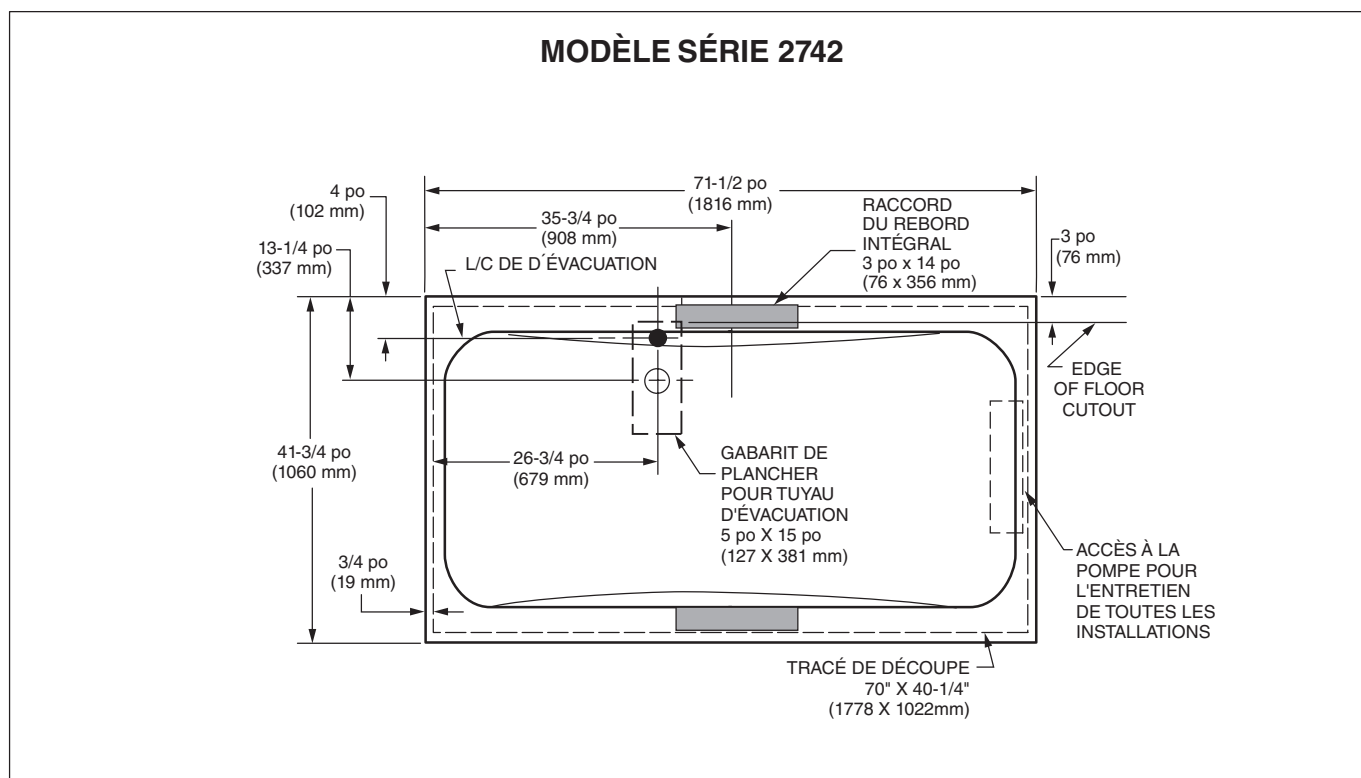 MODÈLE SÉRIE 2742
4 po
(102 mm)
71-1/2 po
(1816 mm)
35-3/4 po
(908 mm)
RACCORD
DU REBORD
INTÉGRAL
3 po x 14 po
(76 x 356 mm)
3 po
(76 mm)
13-1/4 po
(337 mm)
L/C DE D´ÉVACUATION
EDGE
OF FLOOR
CUTOUT
41-3/4 po
(1060 mm)
26-3/4 po
(679 mm)
GABARIT DE
PLANCHER
POUR TUYAU
D'ÉVACUATION
5 po X 15 po
(127 X 381 mm)
3/4 po
(19 mm)
ACCÈS À LA
POMPE POUR
L'ENTRETIEN
DE TOUTES LES
INSTALLATIONS
TRACÉ DE DÉCOUPE
70" X 40-1/4"
(1778 X 1022mm)